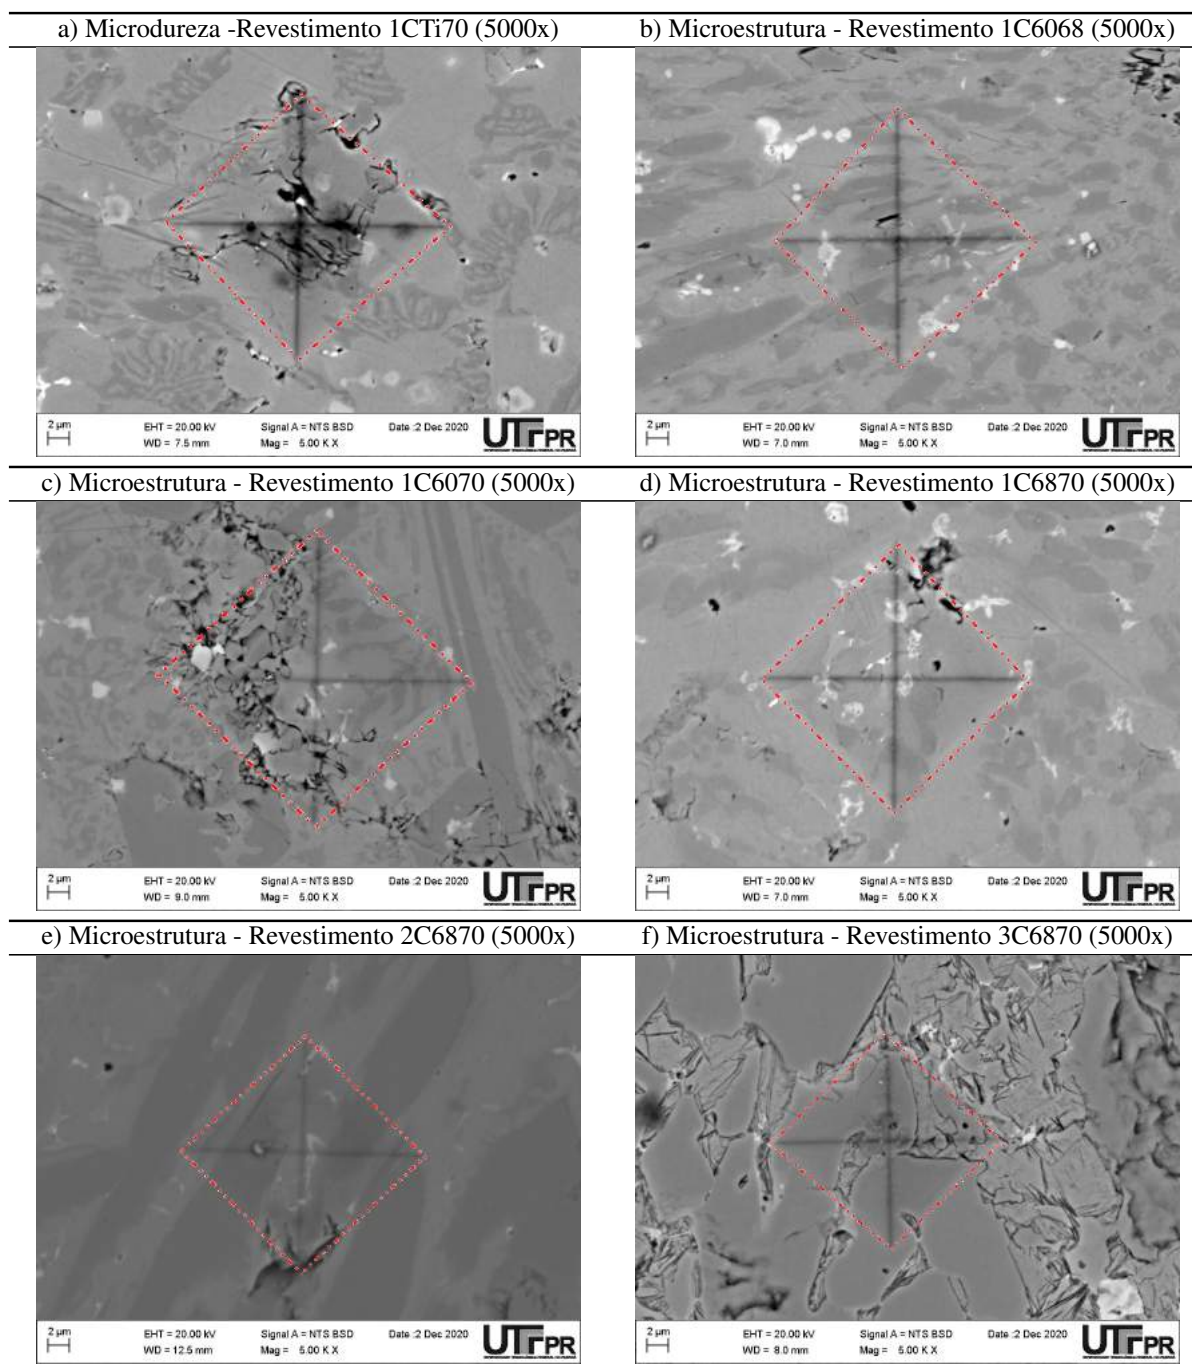 a) Microdureza -Revestimento 1CTi70 (5000x)
b) Microestrutura - Revestimento 1C6068 (5000x)
2 µm EHT = 20.00 kV Signal A = NTS BSD Date :2 Dec 2020
WD = 7.5 mm Mag = 5.00 K X
UTFPR
2 µm EHT = 20.00 kV Signal A = NTS BSD Date :2 Dec 2020
WD = 7.0 mm Mag = 5.00 K X
UTFPR
c) Microestrutura - Revestimento 1C6070 (5000x)
d) Microestrutura - Revestimento 1C6870 (5000x)
2 µm EHT = 20.00 kV Signal A = NTS BSD Date :2 Dec 2020
WD = 9.0 mm Mag = 5.00 K X
UTFPR
2 µm EHT = 20.00 kV Signal A = NTS BSD Date :2 Dec 2020
WD = 7.0 mm Mag = 5.00 K X
UTFPR
e) Microestrutura - Revestimento 2C6870 (5000x)
f) Microestrutura - Revestimento 3C6870 (5000x)
2 µm EHT = 20.00 kV Signal A = NTS BSD Date :2 Dec 2020
WD = 12.5 mm Mag = 5.00 K X
UTFPR
2 µm EHT = 20.00 kV Signal A = NTS BSD Date :2 Dec 2020
WD = 8.0 mm Mag = 5.00 K X
UTFPR